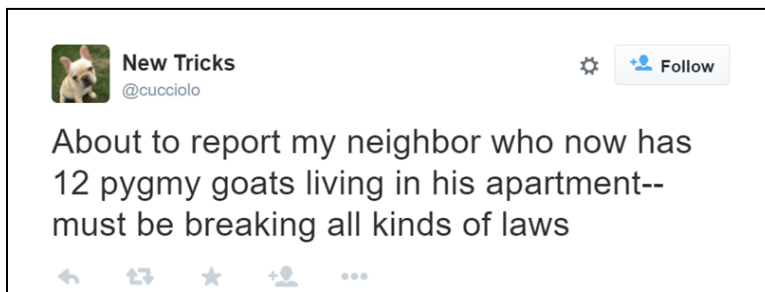 New Tricks
@cucciolo
Follow
About to report my neighbor who now has
12 pygmy goats living in his apartment--
must be breaking all kinds of laws